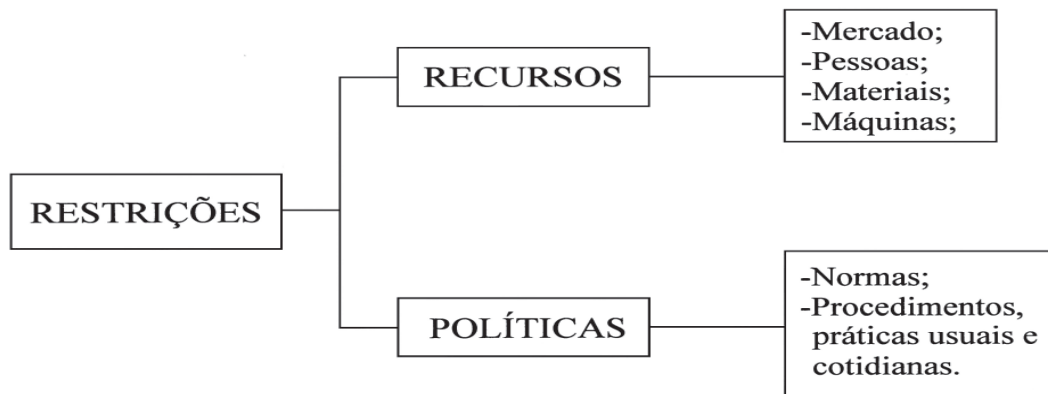 RESTRIÇÕES
RECURSOS
-Mercado;
-Pessoas;
-Materiais;
-Máquinas;
POLÍTICAS
-Normas;
-Procedimentos,
práticas usuais e
cotidianas.